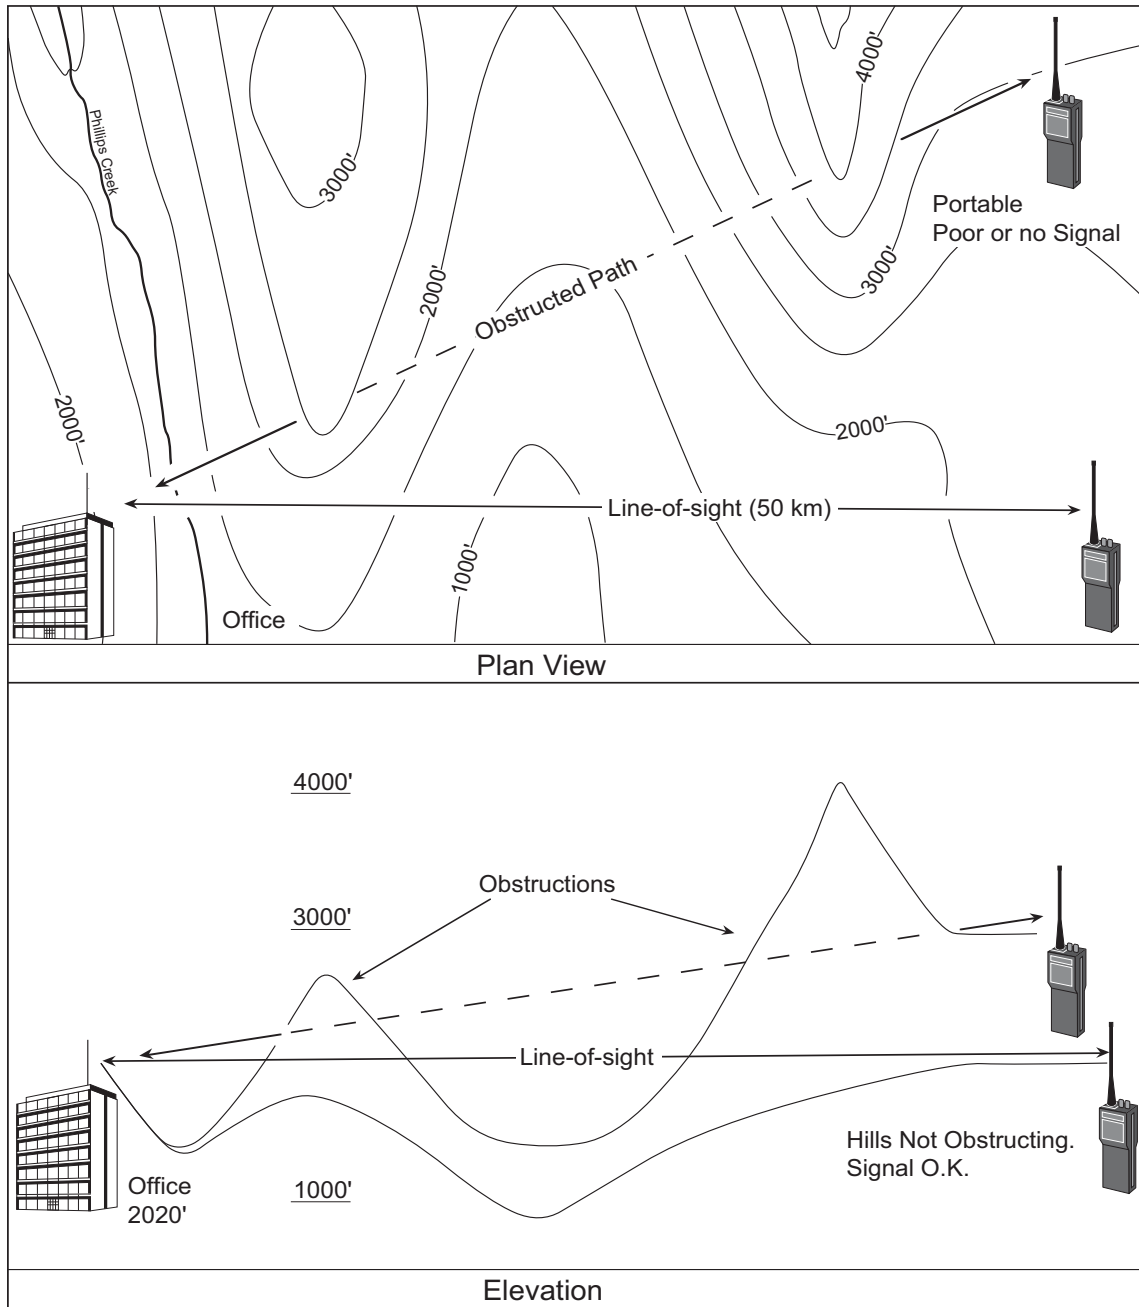 4000'
Phillips Creek
3000'
Portable
Poor or no Signal
2000'
3000'
Obstructed Path
2000'
2000'
Line-of-sight (50 km)
1000'
Office
Plan View
4000'
Obstructions
3000'
Line-of-sight
Hills Not Obstructing.
Signal O.K.
Office
2020'
1000'
Elevation